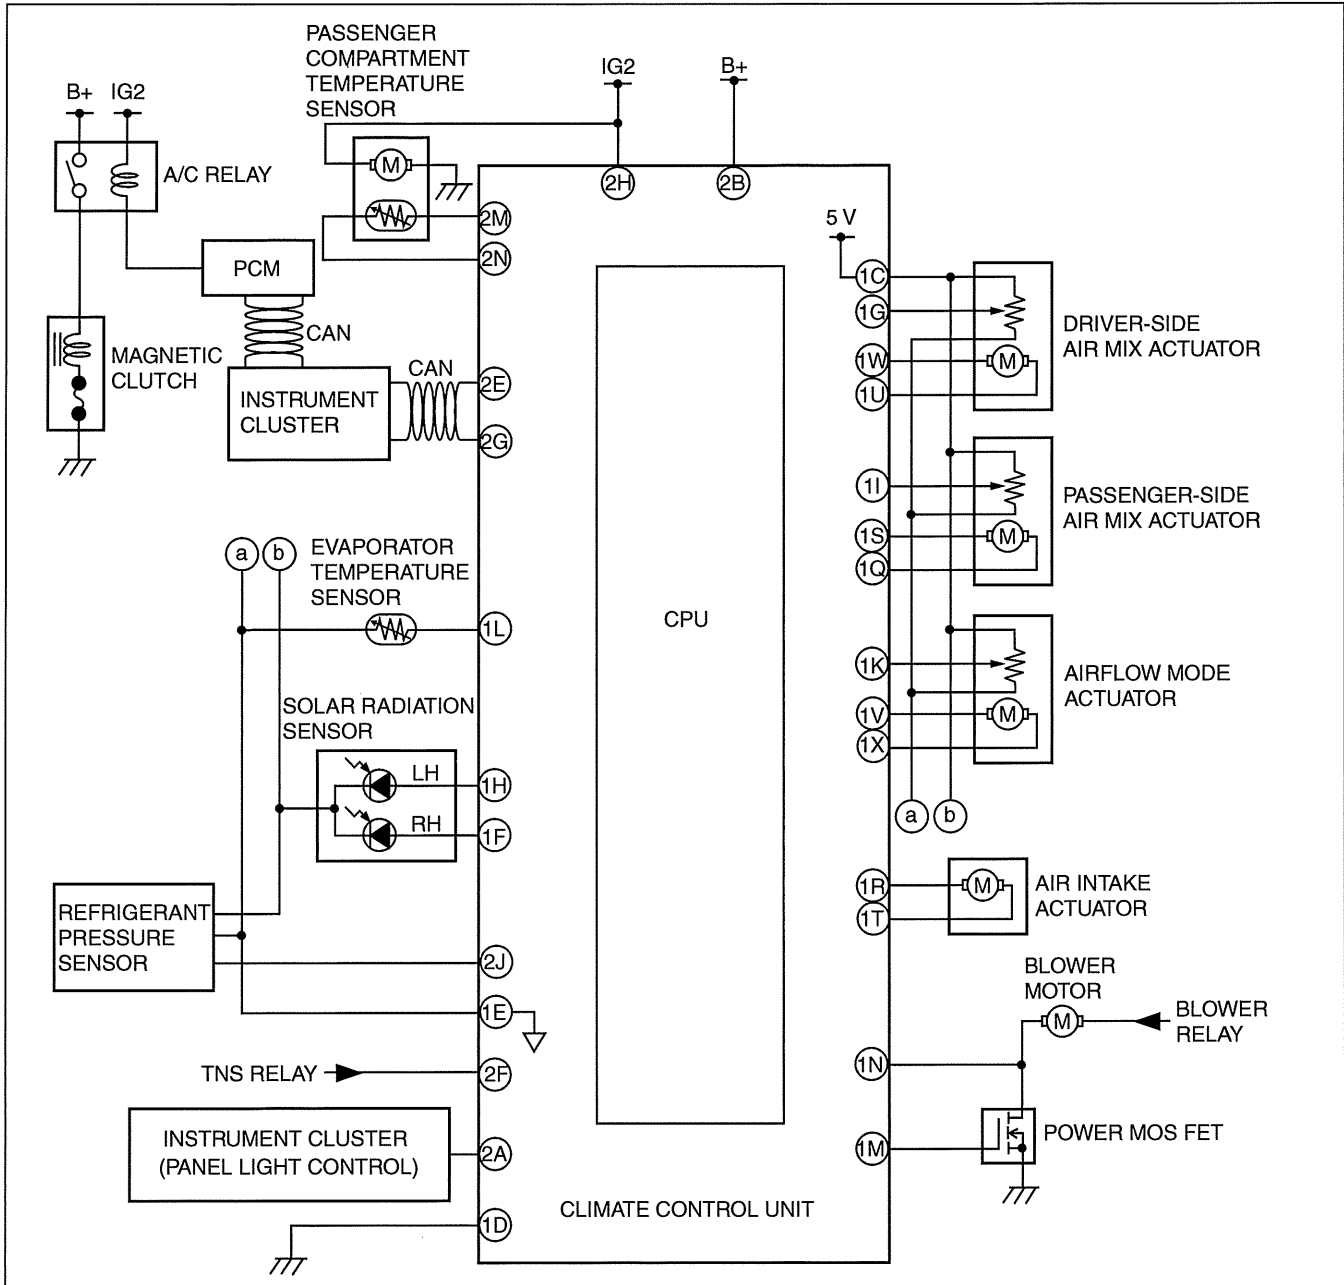 PASSENGER
COMPARTMENT
TEMPERATURE
SENSOR
IG2
B+
B+
IG2
A/C RELAY
M
2H
2B
2M
2N
5 V
PCM
CAN
MAGNETIC
CLUTCH
INSTRUMENT
CLUSTER
CAN
2E
2G
1C
1G
1W
1U
M
DRIVER-SIDE
AIR MIX ACTUATOR
1I
1S
1Q
M
PASSENGER-SIDE
AIR MIX ACTUATOR
a
b
EVAPORATOR
TEMPERATURE
SENSOR
1L
CPU
1K
1V
1X
M
AIRFLOW MODE
ACTUATOR
SOLAR RADIATION
SENSOR
LH
RH
1H
1F
a
b
REFRIGERANT
PRESSURE
SENSOR
2J
1E
1R
1T
M
AIR INTAKE
ACTUATOR
BLOWER
MOTOR
M
BLOWER
RELAY
TNS RELAY
2F
1N
1M
POWER MOS FET
INSTRUMENT CLUSTER
(PANEL LIGHT CONTROL)
2A
1D
CLIMATE CONTROL UNIT